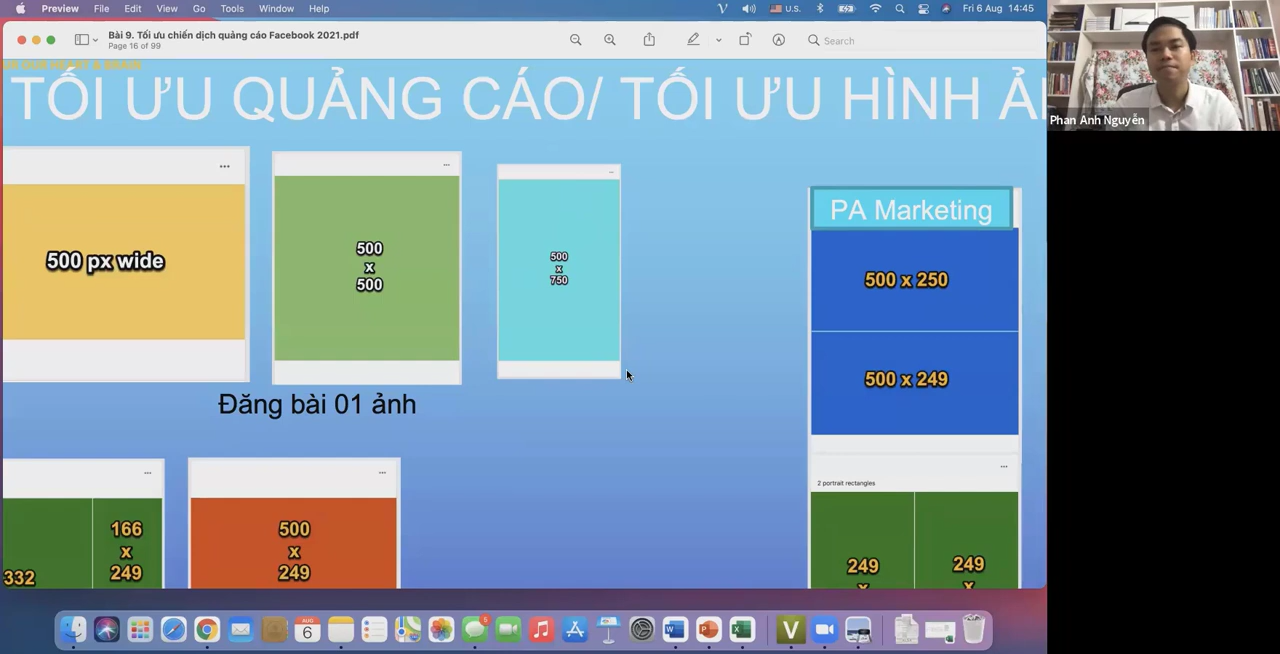 Preview File Edit View Go Tools Window Help
U.S. Fri 6 Aug 14:45
Bài 9. Tối ưu chiến dịch quảng cáo Facebook 2021.pdf
Page 16 of 99
Search
TỐI ƯU QUẢNG CÁO/ TỐI ƯU HÌNH Ả
Phan Anh Nguyễn
500 px wide
500
x
500
500
x
750
PA Marketing
500 x 250
500 x 249
Đăng bài 01 ảnh
2 portrait rectangles
332
166
x
249
500
x
249
249
x
249
x
AUG
6
5